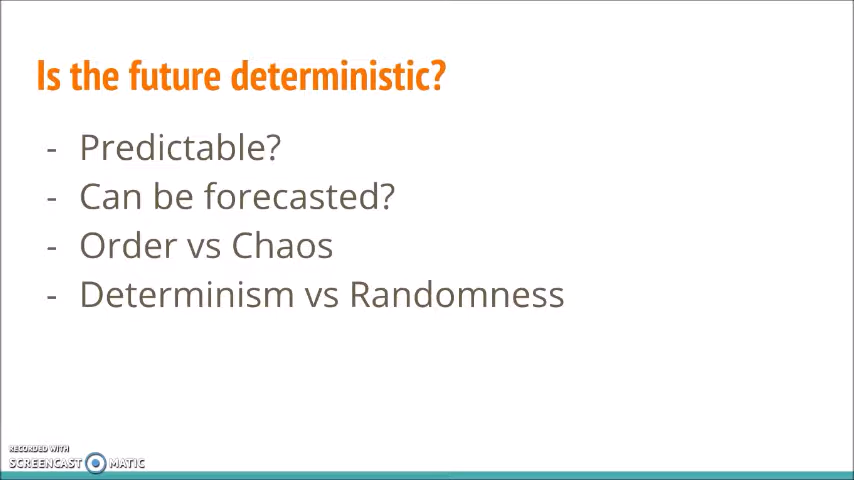 Is the future deterministic?
- Predictable?
- Can be forecasted?
- Order vs Chaos
- Determinism vs Randomness
RECORDED WITH
SCREENCAST MATIC